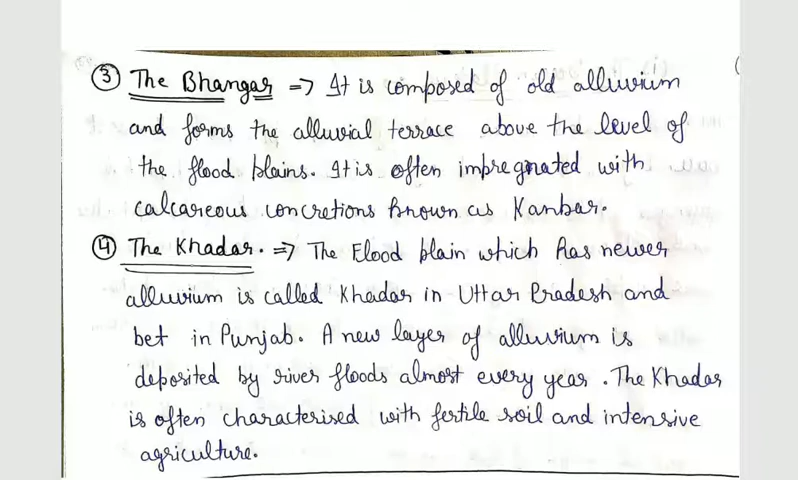 ③ The Bhangar => It is composed of old alluvium
and forms the alluvial terrace above the level of
the flood plains. It is often impregnated with
calcareous concretions known as Kankar.
④ The Khadar. => The Flood plain which has newer
alluvium is called Khadar in Uttar Pradesh and
bet in Punjab. A new layer of alluvium is
deposited by river floods almost every year. The Khadar
is often characterised with fertile soil and intensive
agriculture.